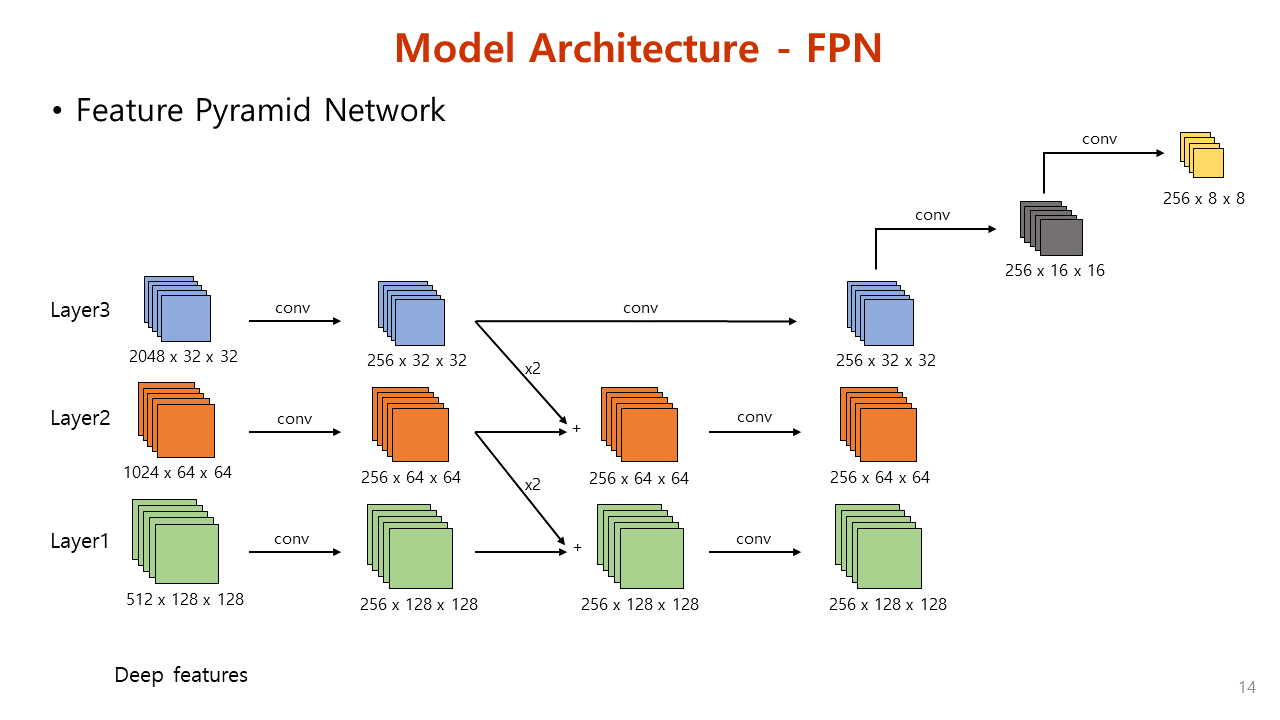 Model Architecture - FPN
• Feature Pyramid Network
conv
256 x 8 x 8
conv
256 x 16 x 16
Layer3
conv
conv
2048 x 32 x 32
256 x 32 x 32
256 x 32 x 32
x2
Layer2
conv
+
conv
1024 x 64 x 64
256 x 64 x 64
256 x 64 x 64
256 x 64 x 64
x2
Layer1
conv
+
conv
512 x 128 x 128
256 x 128 x 128
256 x 128 x 128
256 x 128 x 128
Deep features
14